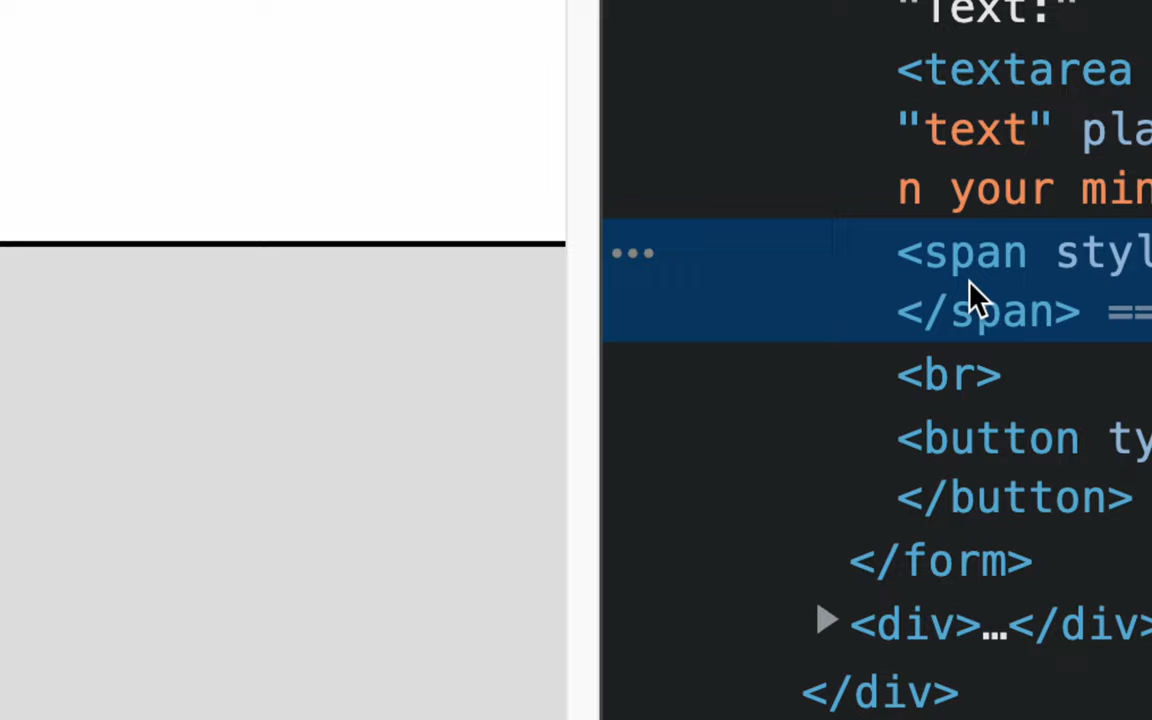 "Text:"
<textarea
"text" pla
n your min
<span styl
</span> ==
<br>
<button ty
</button>
</form>
<div>…</div>
</div>